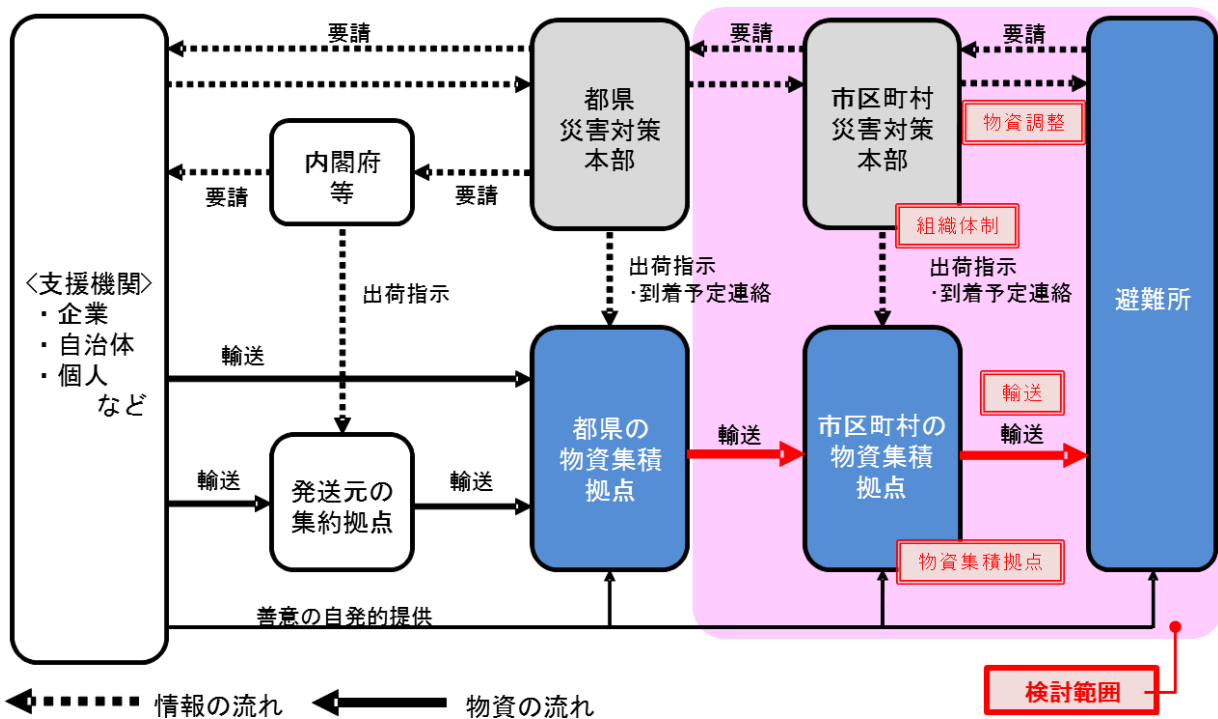 <支援機関>
・ 企業
・ 自治体
・ 個人
など
要請
内閣府
等
要請
要請
出荷指示
輸送
輸送
発送元の
集約拠点
輸送
善意の自発的提供
都県
災害対策
本部
出荷指示
・到着予定連絡
都県の
物資集積
拠点
要請
輸送
市区町村
災害対策
本部
組織体制
出荷指示
・到着予定連絡
市区町村の
物資集積
拠点
物資集積拠点
要請
物資調整
輸送
輸送
避難所
検討範囲
情報の流れ
物資の流れ